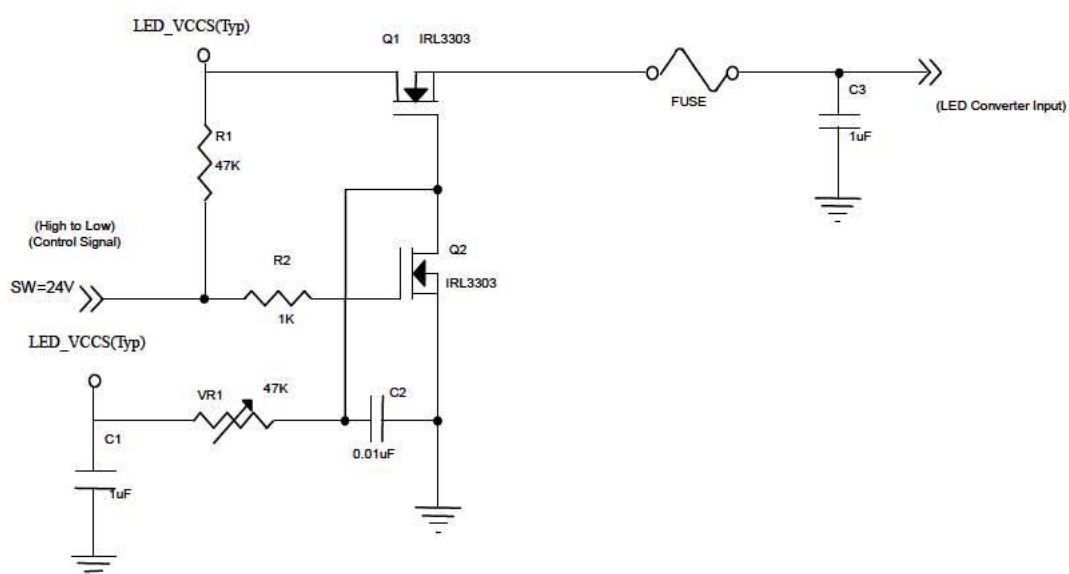 LED_VCCS(Typ)
Q1 IRL3303
FUSE
C3
1uF
(LED Converter Input)
R1
47K
(High to Low)
(Control Signal)
SW=24V
R2
1K
Q2
IRL3303
LED_VCCS(Typ)
VR1
47K
C2
0.01uF
C1
1uF